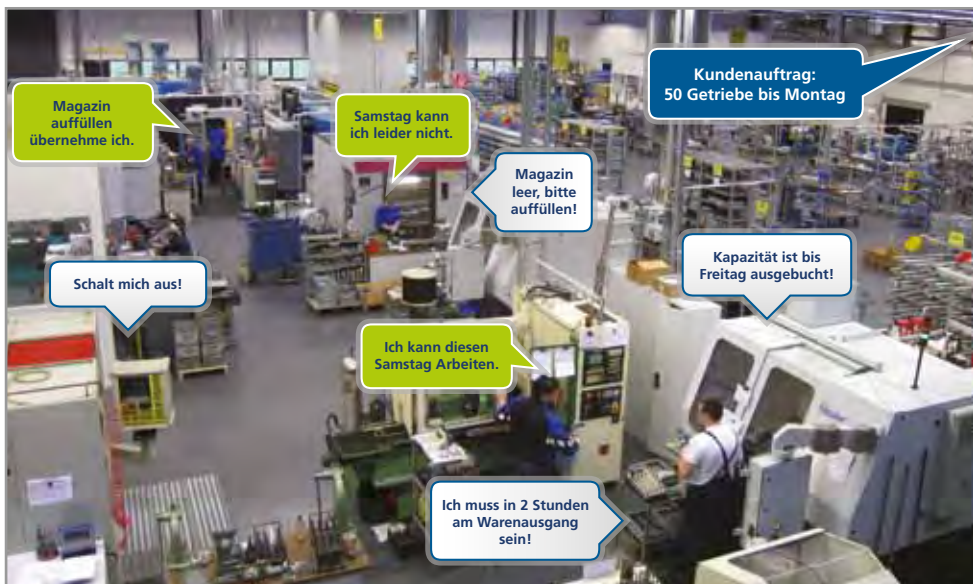 Kundenauftrag:
50 Getriebe bis Montag
Magazin
auffüllen
übernehme ich.
Samstag kann
ich leider nicht.
Magazin
leer, bitte
auffüllen!
Kapazität ist bis
Freitag ausgebucht!
Schalt mich aus!
Ich kann diesen
Samstag Arbeiten.
Ich muss in 2 Stunden
am Warenausgang
sein!